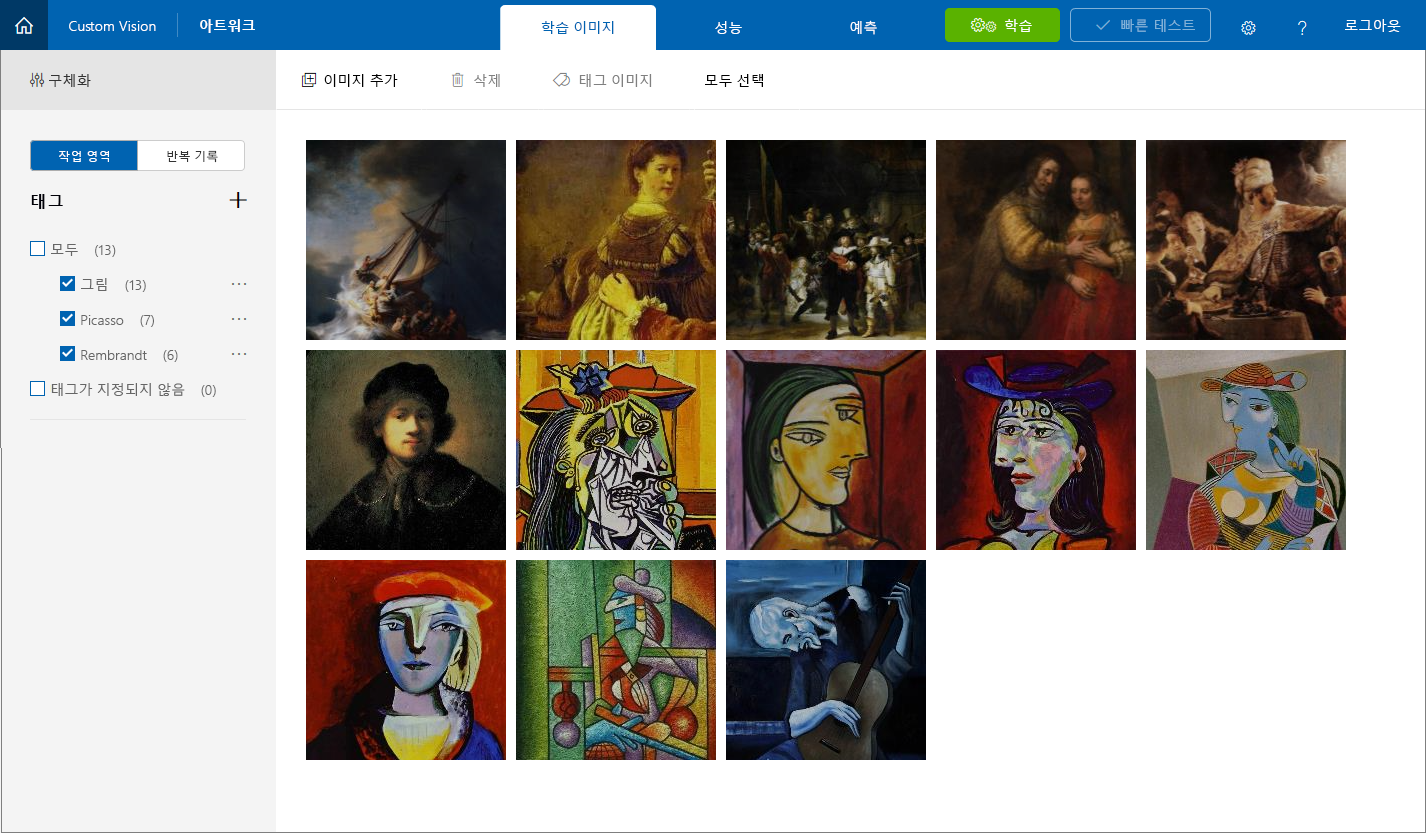 Custom Vision 아트워크 학습 이미지 성능 예측 학습 빠른 테스트 ? 로그아웃
구체화 이미지 추가 삭제 태그 이미지 모두 선택
작업 영역 반복 기록
태그 +
모두 (13)
그림 (13) ...
Picasso (7) ...
Rembrandt (6) ...
태그가 지정되지 않음 (0)